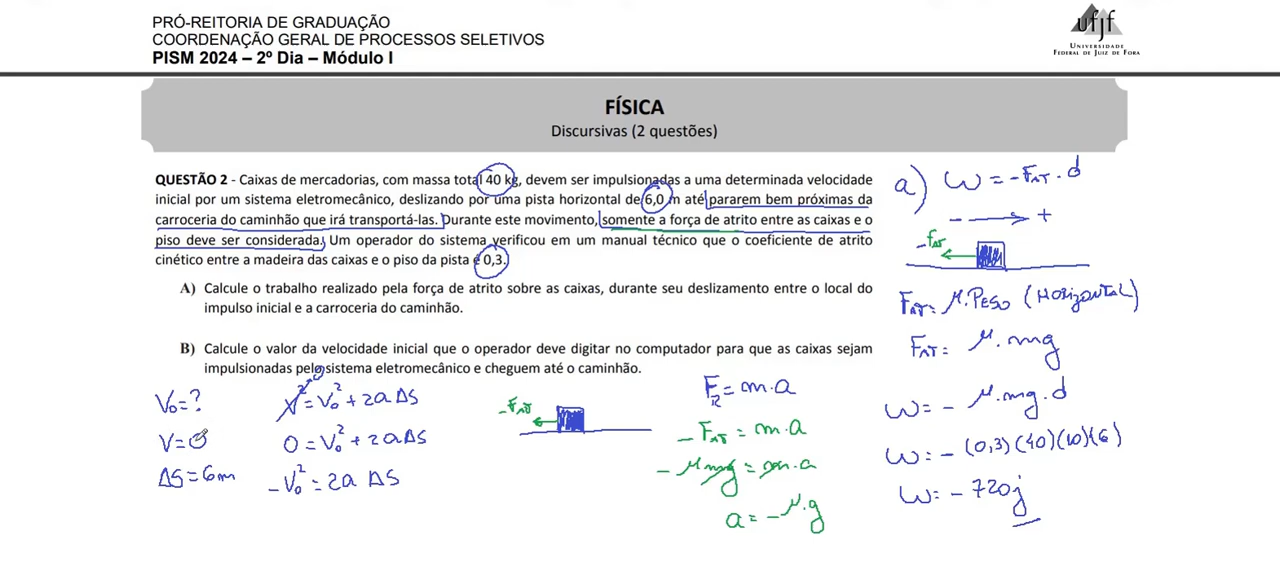 PRÓ-REITORIA DE GRADUAÇÃO
COORDENAÇÃO GERAL DE PROCESSOS SELETIVOS
PISM 2024 – 2º Dia – Módulo I
ufjf
UNIVERSIDADE
FEDERAL DE JUIZ DE FORA
FÍSICA
Discursivas (2 questões)
QUESTÃO 2 - Caixas de mercadorias, com massa total 40 kg, devem ser impulsionadas a uma determinada velocidade
inicial por um sistema eletromecânico, deslizando por uma pista horizontal de 6,0 m até pararem bem próximas da
carroceria do caminhão que irá transportá-las. Durante este movimento, somente a força de atrito entre as caixas e o
piso deve ser considerada. Um operador do sistema verificou em um manual técnico que o coeficiente de atrito
cinético entre a madeira das caixas e o piso da pista é 0,3.
A) Calcule o trabalho realizado pela força de atrito sobre as caixas, durante seu deslizamento entre o local do
impulso inicial e a carroceria do caminhão.
B) Calcule o valor da velocidade inicial que o operador deve digitar no computador para que as caixas sejam
impulsionadas pelo sistema eletromecânico e cheguem até o caminhão.
a) W = -FAT.d
- +
-fAT
FAT = μ.PESO (HORIZONTAL)
FAT = μ.mg
W = - μ.mg.d
W = - (0,3)(40)(10)(6)
W = - 720j
V₀ = ?
V = 0
ΔS = 6m
V² = V₀² + 2aΔS
0
0 = V₀² + 2aΔS
-V₀² = 2a ΔS
-FAT
FR = m.a
-FAT = m.a
-μmg = m.a
a = -μ.g